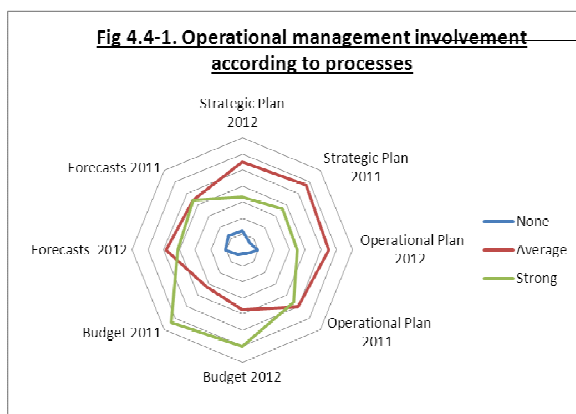 Fig 4.4-1. Operational management involvement
according to processes
Strategic Plan
2012
Strategic Plan
2011
Operational Plan
2012
Operational Plan
2011
Budget 2012
Budget 2011
Forecasts 2012
Forecasts 2011
None
Average
Strong